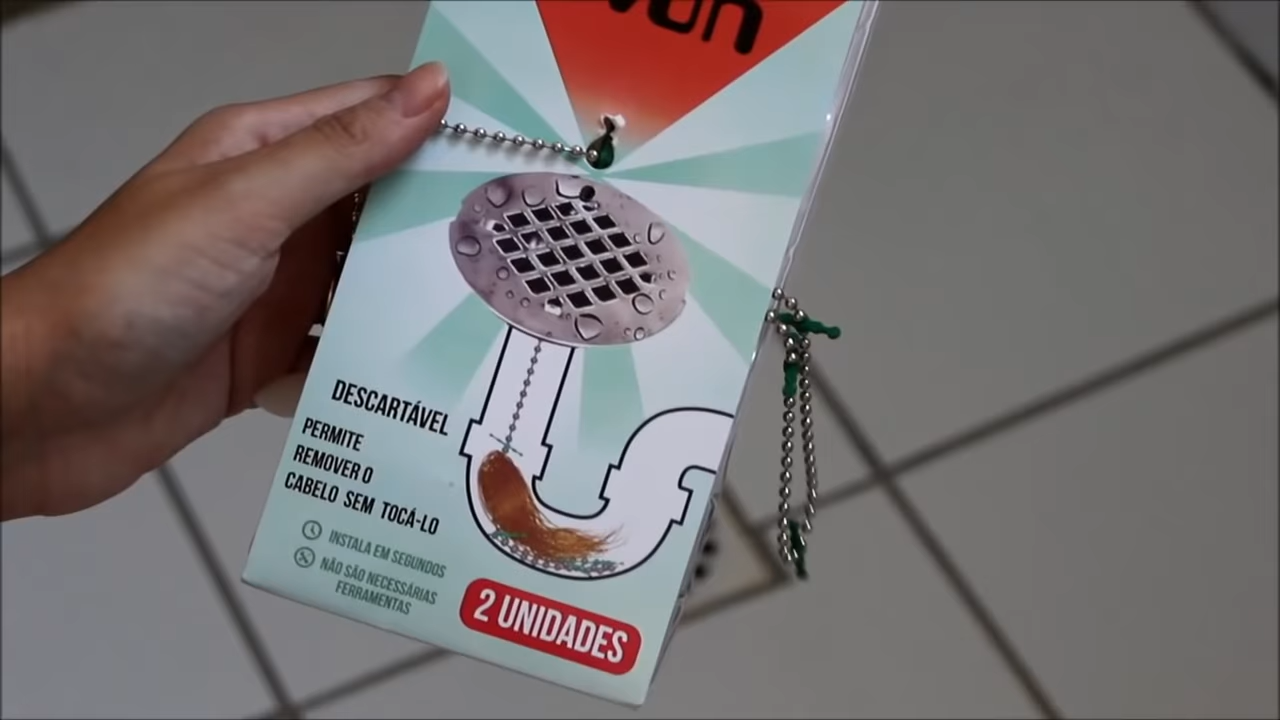 DESCARTÁVEL
PERMITE
REMOVER O
CABELO SEM TOCÁ-LO
INSTALA EM SEGUNDOS
NÃO SÃO NECESSÁRIAS
FERRAMENTAS
2 UNIDADES